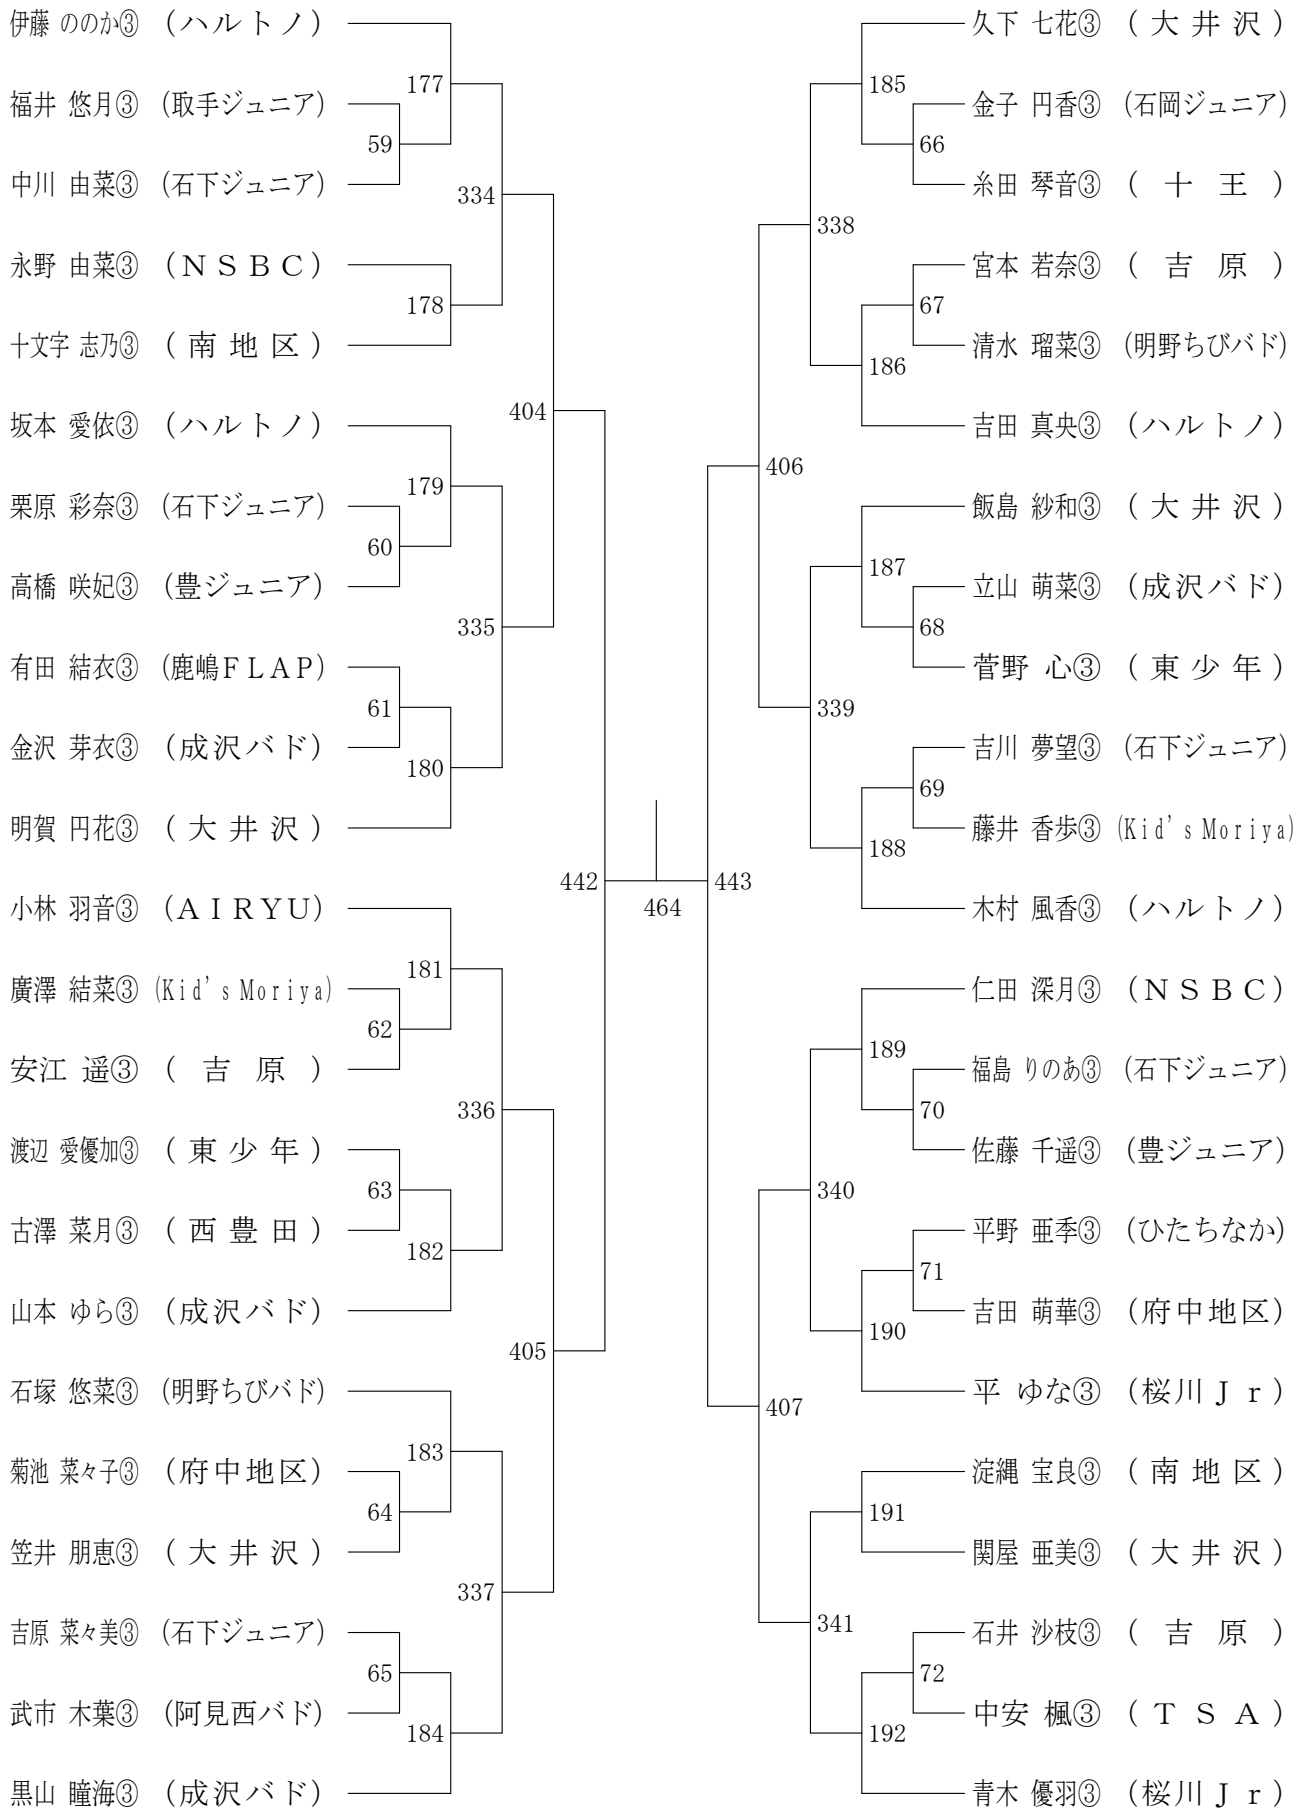 伊藤 ののか③ (ハルトノ)
177
福井 悠月③ (取手ジュニア)
59
中川 由菜③ (石下ジュニア)
334
永野 由菜③ (NSBC)
178
十文字 志乃③ (南地区)
404
坂本 愛依③ (ハルトノ)
179
栗原 彩奈③ (石下ジュニア)
60
高橋 咲妃③ (豊ジュニア)
335
有田 結衣③ (鹿嶋FLAP)
61
金沢 芽衣③ (成沢バド)
180
明賀 円花③ (大井沢)
442
小林 羽音③ (AIRYU)
181
廣澤 結菜③ (Kid's Moriya)
62
安江 遥③ (吉原)
336
渡辺 愛優加③ (東少年)
63
古澤 菜月③ (西豊田)
182
山本 ゆら③ (成沢バド)
405
石塚 悠菜③ (明野ちびバド)
183
菊池 菜々子③ (府中地区)
64
笠井 朋恵③ (大井沢)
337
吉原 菜々美③ (石下ジュニア)
65
武市 木葉③ (阿見西バド)
184
黒山 瞳海③ (成沢バド)
464
久下 七花③ (大井沢)
185
金子 円香③ (石岡ジュニア)
66
糸田 琴音③ (十王)
338
宮本 若奈③ (吉原)
67
清水 瑠菜③ (明野ちびバド)
186
吉田 真央③ (ハルトノ)
406
飯島 紗和③ (大井沢)
187
立山 萌菜③ (成沢バド)
68
菅野 心③ (東少年)
339
吉川 夢望③ (石下ジュニア)
69
藤井 香歩③ (Kid's Moriya)
188
443
木村 風香③ (ハルトノ)
仁田 深月③ (NSBC)
189
福島 りのあ③ (石下ジュニア)
70
佐藤 千遥③ (豊ジュニア)
340
平野 亜季③ (ひたちなか)
71
吉田 萌華③ (府中地区)
190
平 ゆな③ (桜川Jr)
407
淀縄 宝良③ (南地区)
191
関屋 亜美③ (大井沢)
341
石井 沙枝③ (吉原)
72
中安 楓③ (TSA)
192
青木 優羽③ (桜川Jr)